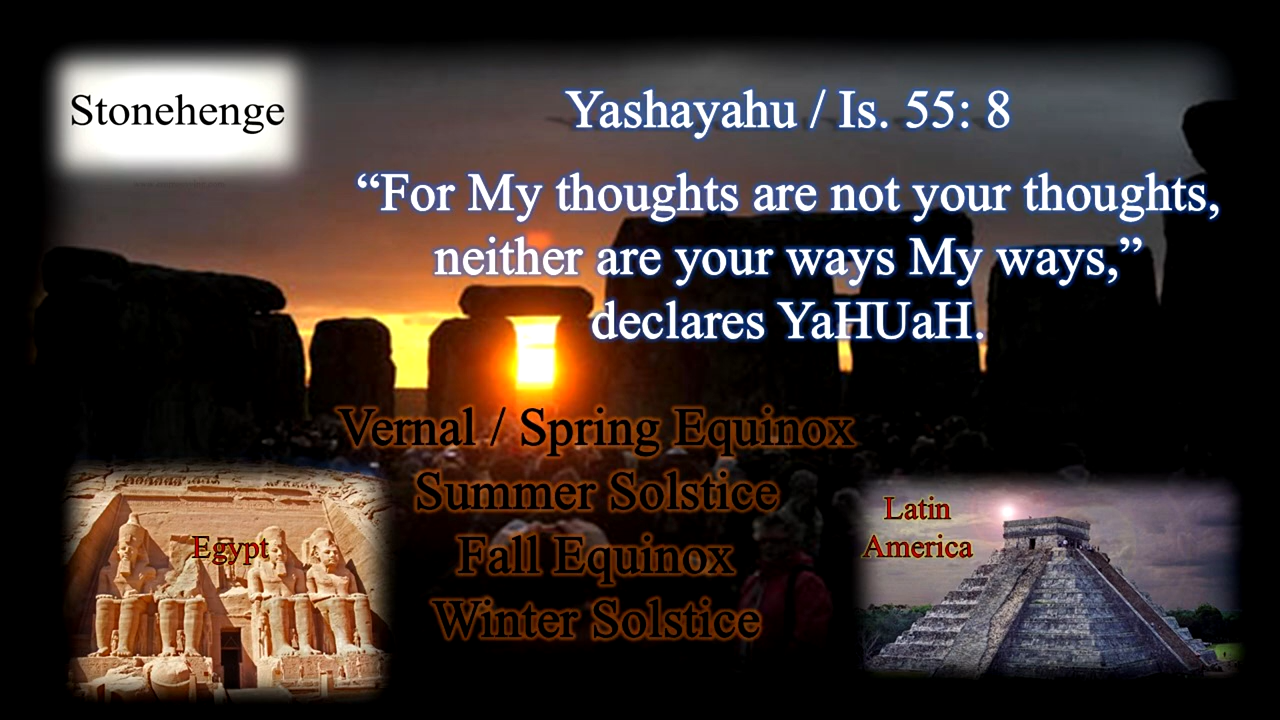 Stonehenge
Yashayahu / Is. 55: 8
“For My thoughts are not your thoughts,
neither are your ways My ways,”
declares YaHUaH.
Vernal / Spring Equinox
Summer Solstice
Fall Equinox
Winter Solstice
Egypt
Latin
America